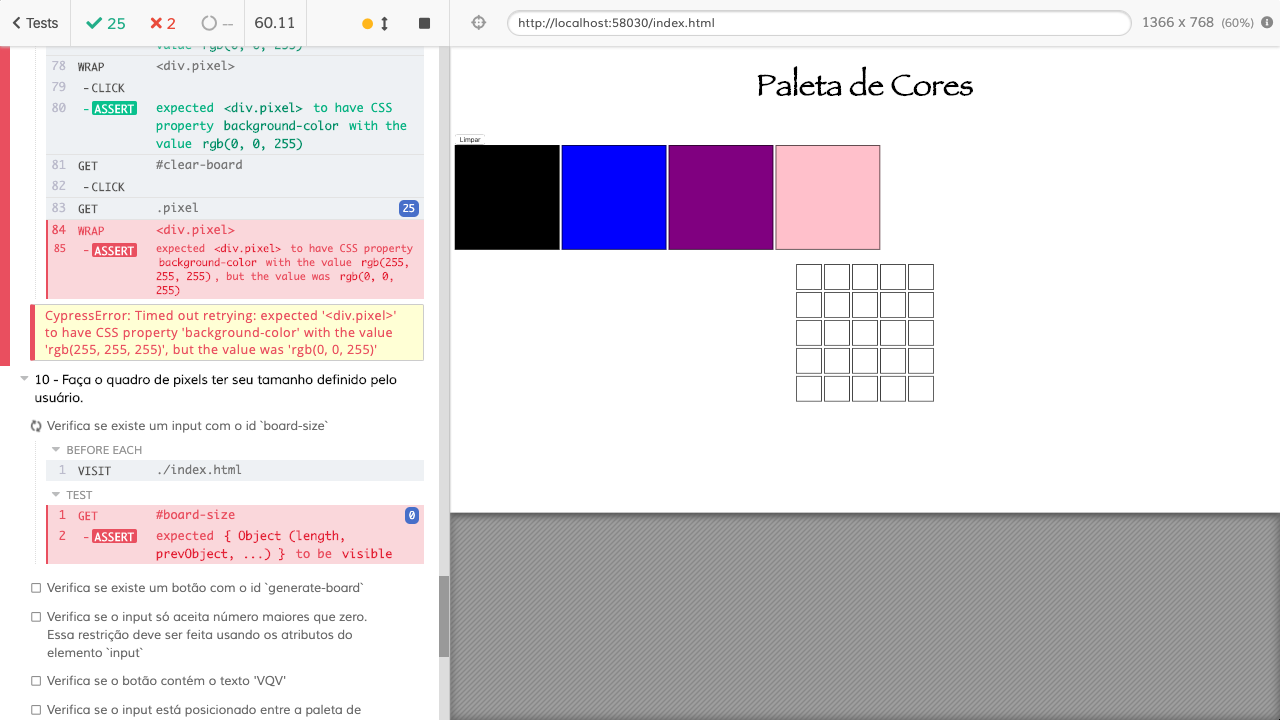 Tests
25
2
--
60.11
http://localhost:58030/index.html
1366 x 768 (60%)
value rgb(0, 0, 255)
78 WRAP <div.pixel>
79 - CLICK
80 - ASSERT expected <div.pixel> to have CSS
property background-color with the
value rgb(0, 0, 255)
81 GET #clear-board
82 - CLICK
83 GET .pixel 25
84 WRAP <div.pixel>
85 - ASSERT expected <div.pixel> to have CSS property
background-color with the value rgb(255,
255, 255), but the value was rgb(0, 0,
255)
CypressError: Timed out retrying: expected '<div.pixel>'
to have CSS property 'background-color' with the value
'rgb(255, 255, 255)', but the value was 'rgb(0, 0, 255)'
10 - Faça o quadro de pixels ter seu tamanho definido pelo
usuário.
Verifica se existe um input com o id `board-size`
BEFORE EACH
1 VISIT ./index.html
TEST
1 GET #board-size 0
2 - ASSERT expected { Object (length,
prevObject, ...) } to be visible
Verifica se existe um botão com o id `generate-board`
Verifica se o input só aceita número maiores que zero.
Essa restrição deve ser feita usando os atributos do
elemento `input`
Verifica se o botão contém o texto 'VQV'
Verifica se o input está posicionado entre a paleta de
Paleta de Cores
Limpar